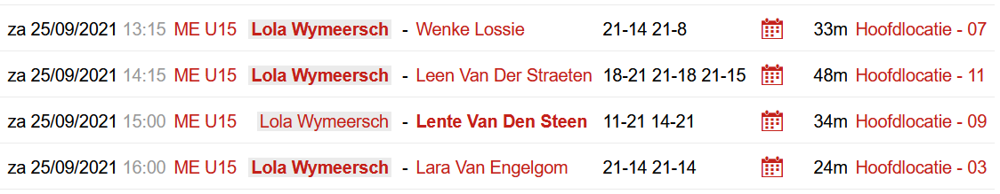 za 25/09/2021 13:15 ME U15 Lola Wymeersch - Wenke Lossie 21-14 21-8 33m Hoofdlocatie - 07
za 25/09/2021 14:15 ME U15 Lola Wymeersch - Leen Van Der Straeten 18-21 21-18 21-15 48m Hoofdlocatie - 11
za 25/09/2021 15:00 ME U15 Lola Wymeersch - Lente Van Den Steen 11-21 14-21 34m Hoofdlocatie - 09
za 25/09/2021 16:00 ME U15 Lola Wymeersch - Lara Van Engelgom 21-14 21-14 24m Hoofdlocatie - 03